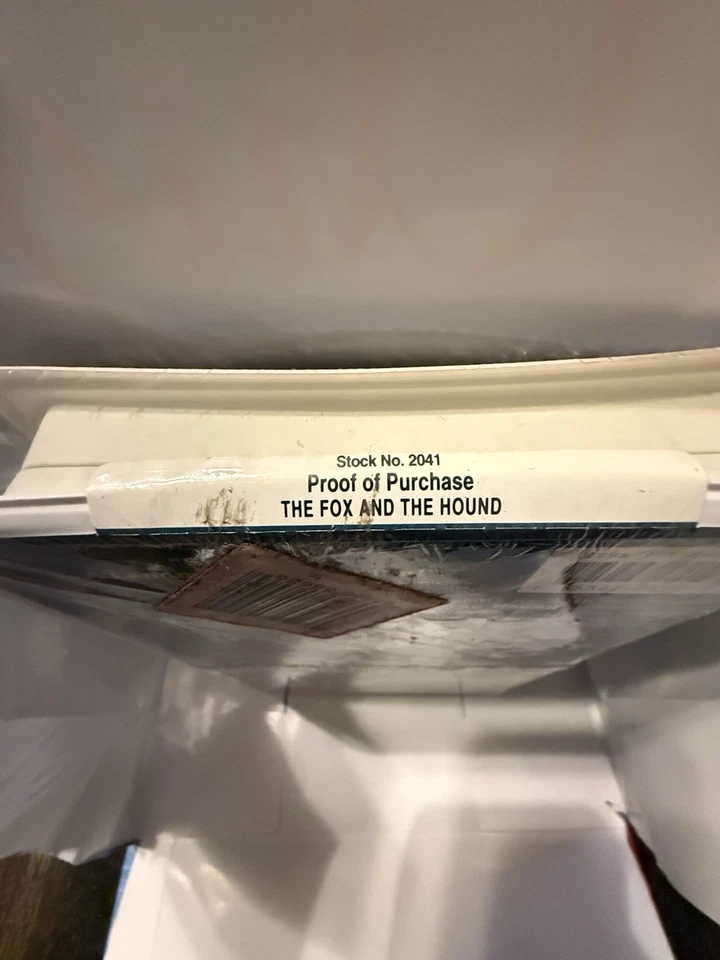 Stock No. 2041
Proof of Purchase
THE FOX AND THE HOUND